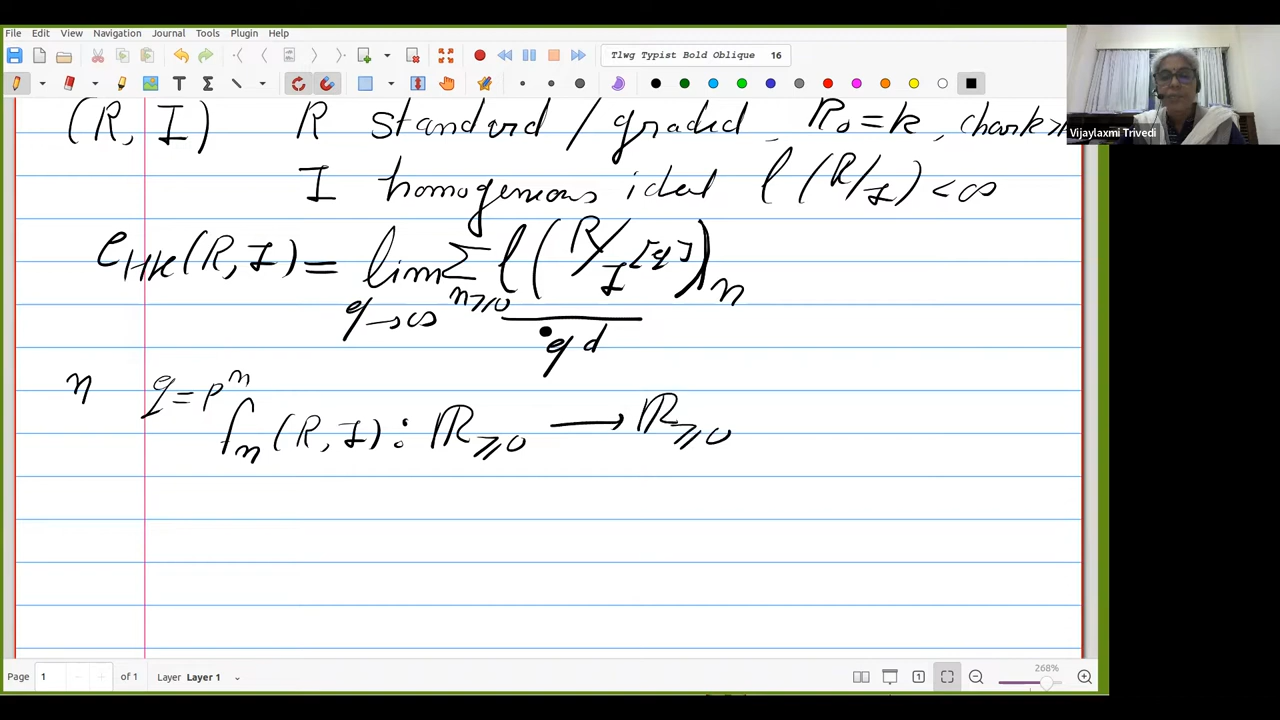 File Edit View Navigation Journal Tools Plugin Help
Tlwg Typist Bold Oblique 16
(R, I) R standard / graded, R₀ = k, char k >
Vijaylaxmi Trivedi
I homogeneous ideal ℓ(R/I) < ∞
e_HK(R, I) = lim_{q→∞} Σ_{n⩾0} ℓ(R/I^[q])_n / q^d
n q = pⁿ
f_n(R, I) : ℝ_⩾0 ⟶ ℝ_⩾0
Page 1 of 1 Layer Layer 1 268%